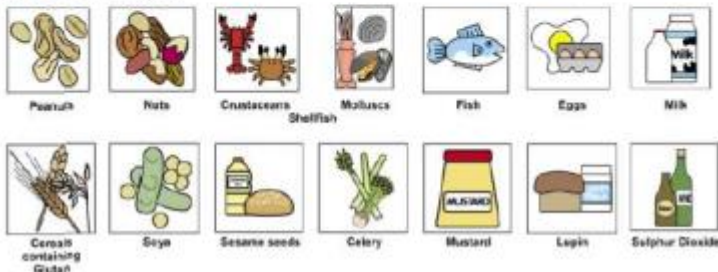 Peanuts Nuts Crustaceans Molluscs Fish Eggs Milk
Shellfish
Milk
MUSTARD
Cereals Soya Sesame seeds Celery Mustard Lupin Sulphur Dioxide
containing
Gluten